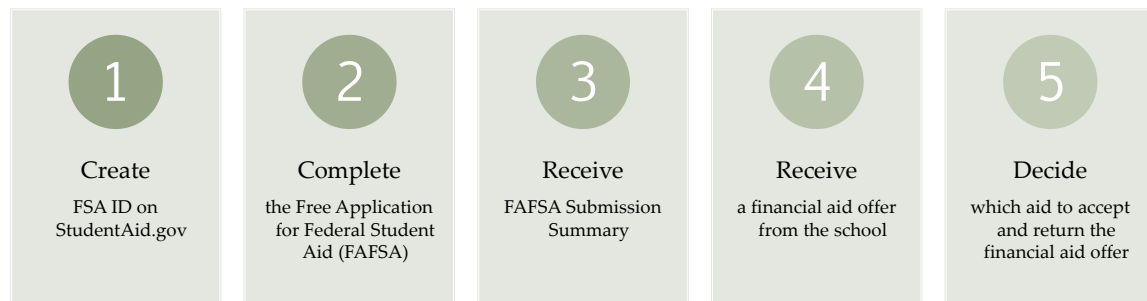 1
Create
FSA ID on
StudentAid.gov
2
Complete
the Free Application
for Federal Student
Aid (FAFSA)
3
Receive
FAFSA Submission
Summary
4
Receive
a financial aid offer
from the school
5
Decide
which aid to accept
and return the
financial aid offer